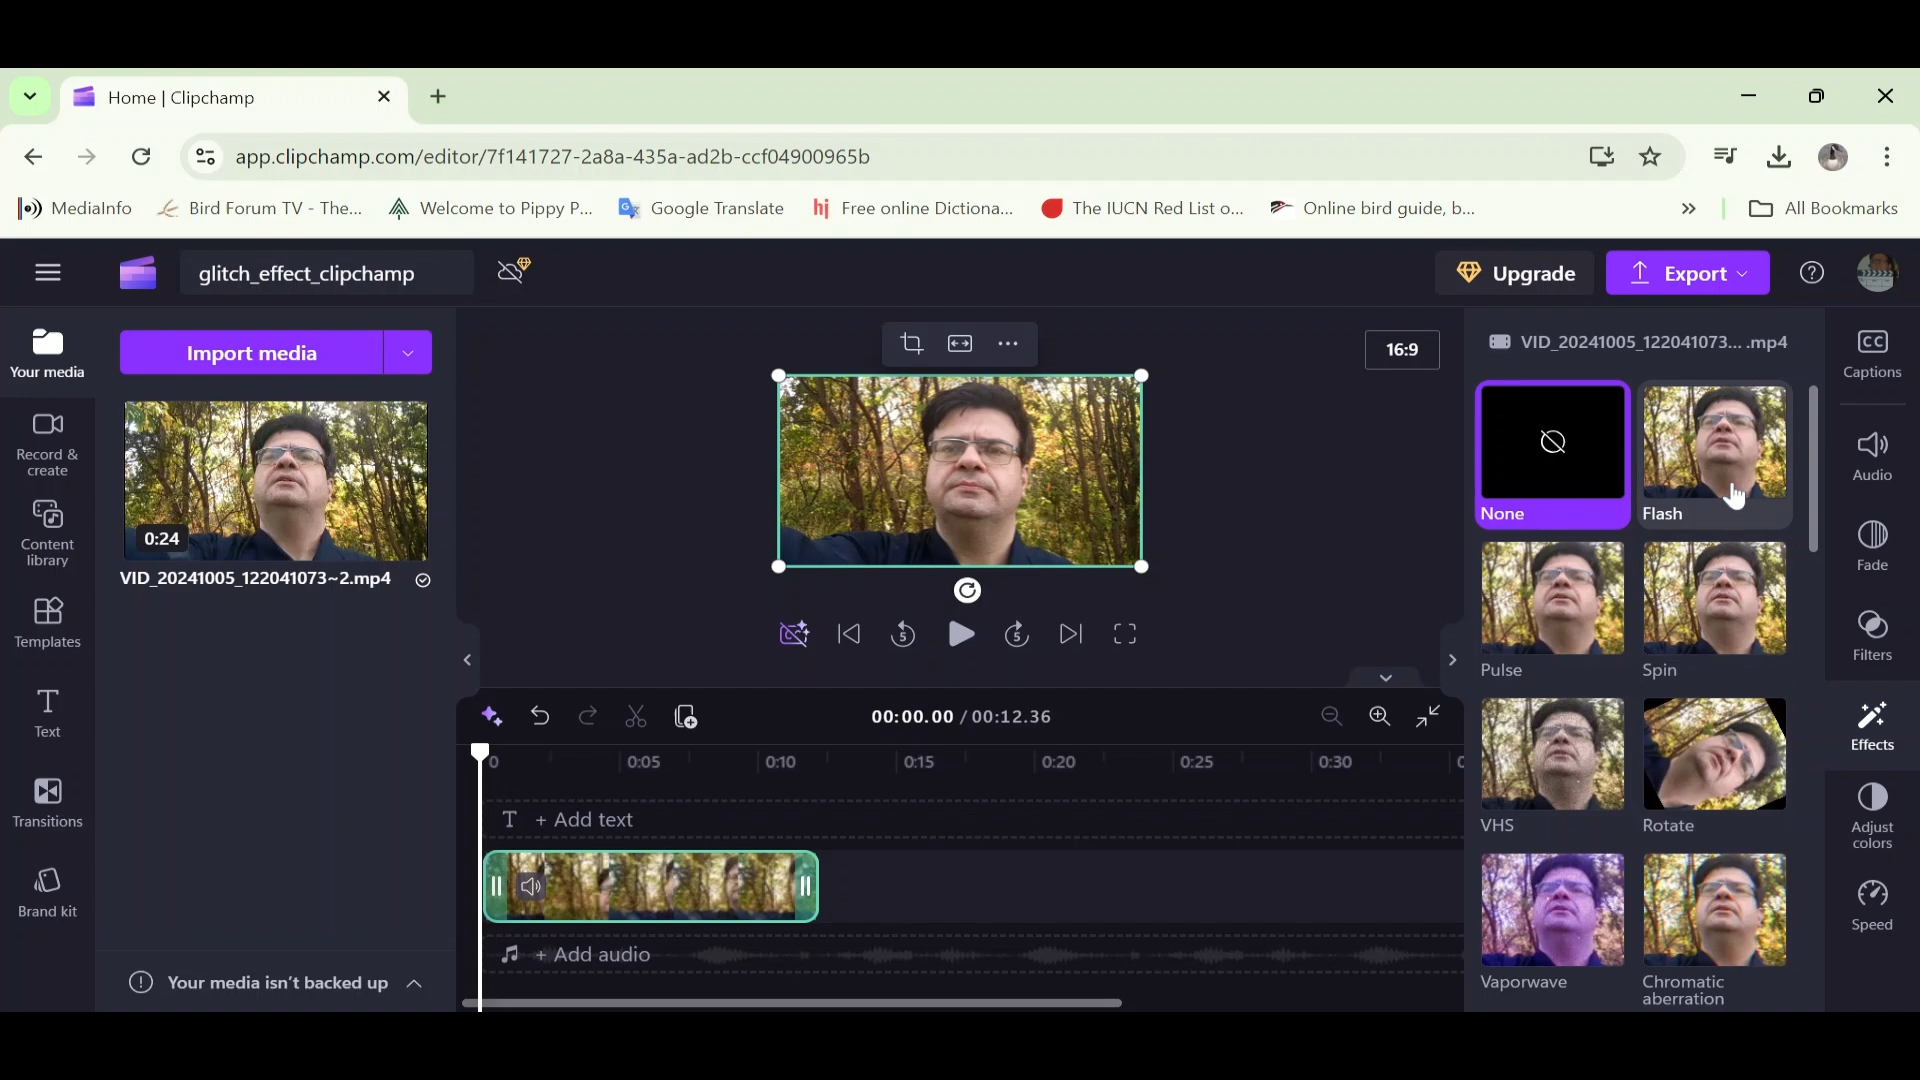 Home | Clipchamp
app.clipchamp.com/editor/7f141727-2a8a-435a-ad2b-ccf04900965b
MediaInfo
Bird Forum TV - The...
Welcome to Pippy P...
Google Translate
hj Free online Dictiona...
The IUCN Red List o...
Online bird guide, b...
All Bookmarks
glitch_effect_clipchamp
Upgrade
Export
Your media
Record &
create
Content
library
Templates
Text
Transitions
Brand kit
Import media
0:24
VID_20241005_122041073~2.mp4
Your media isn't backed up
16:9
5
5
00:00.00 / 00:12.36
0
0:05
0:10
0:15
0:20
0:25
0:30
T + Add text
+ Add audio
VID_20241005_122041073... .mp4
None
Flash
Pulse
Spin
VHS
Rotate
Vaporwave
Chromatic
aberration
CC
Captions
Audio
Fade
Filters
Effects
Adjust
colors
Speed